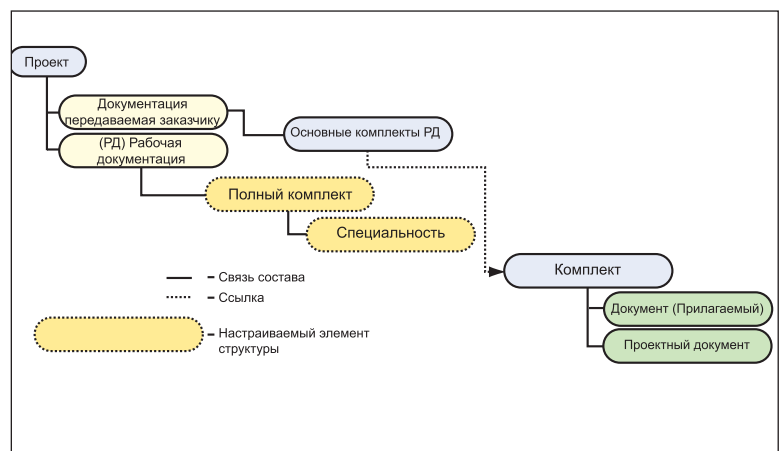 Проект
Документация
передаваемая заказчику
(РД) Рабочая
документация
Основные комплекты РД
Полный комплект
Специальность
Комплект
Документ (Прилагаемый)
Проектный документ
– Связь состава
– Ссылка
– Настраиваемый элемент
структуры